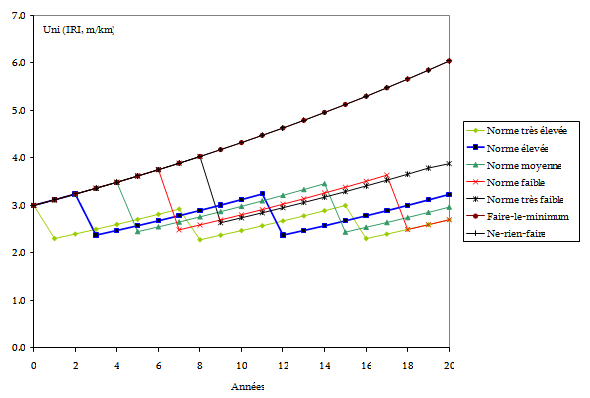 7.0
Uni (IRI, m/km)
6.0
5.0
4.0
3.0
2.0
1.0
0.0
0 2 4 6 8 10 12 14 16 18 20
Années
Norme très élevée
Norme élevée
Norme moyenne
Norme faible
Norme très faible
Faire-le-minimum
Ne-rien-faire